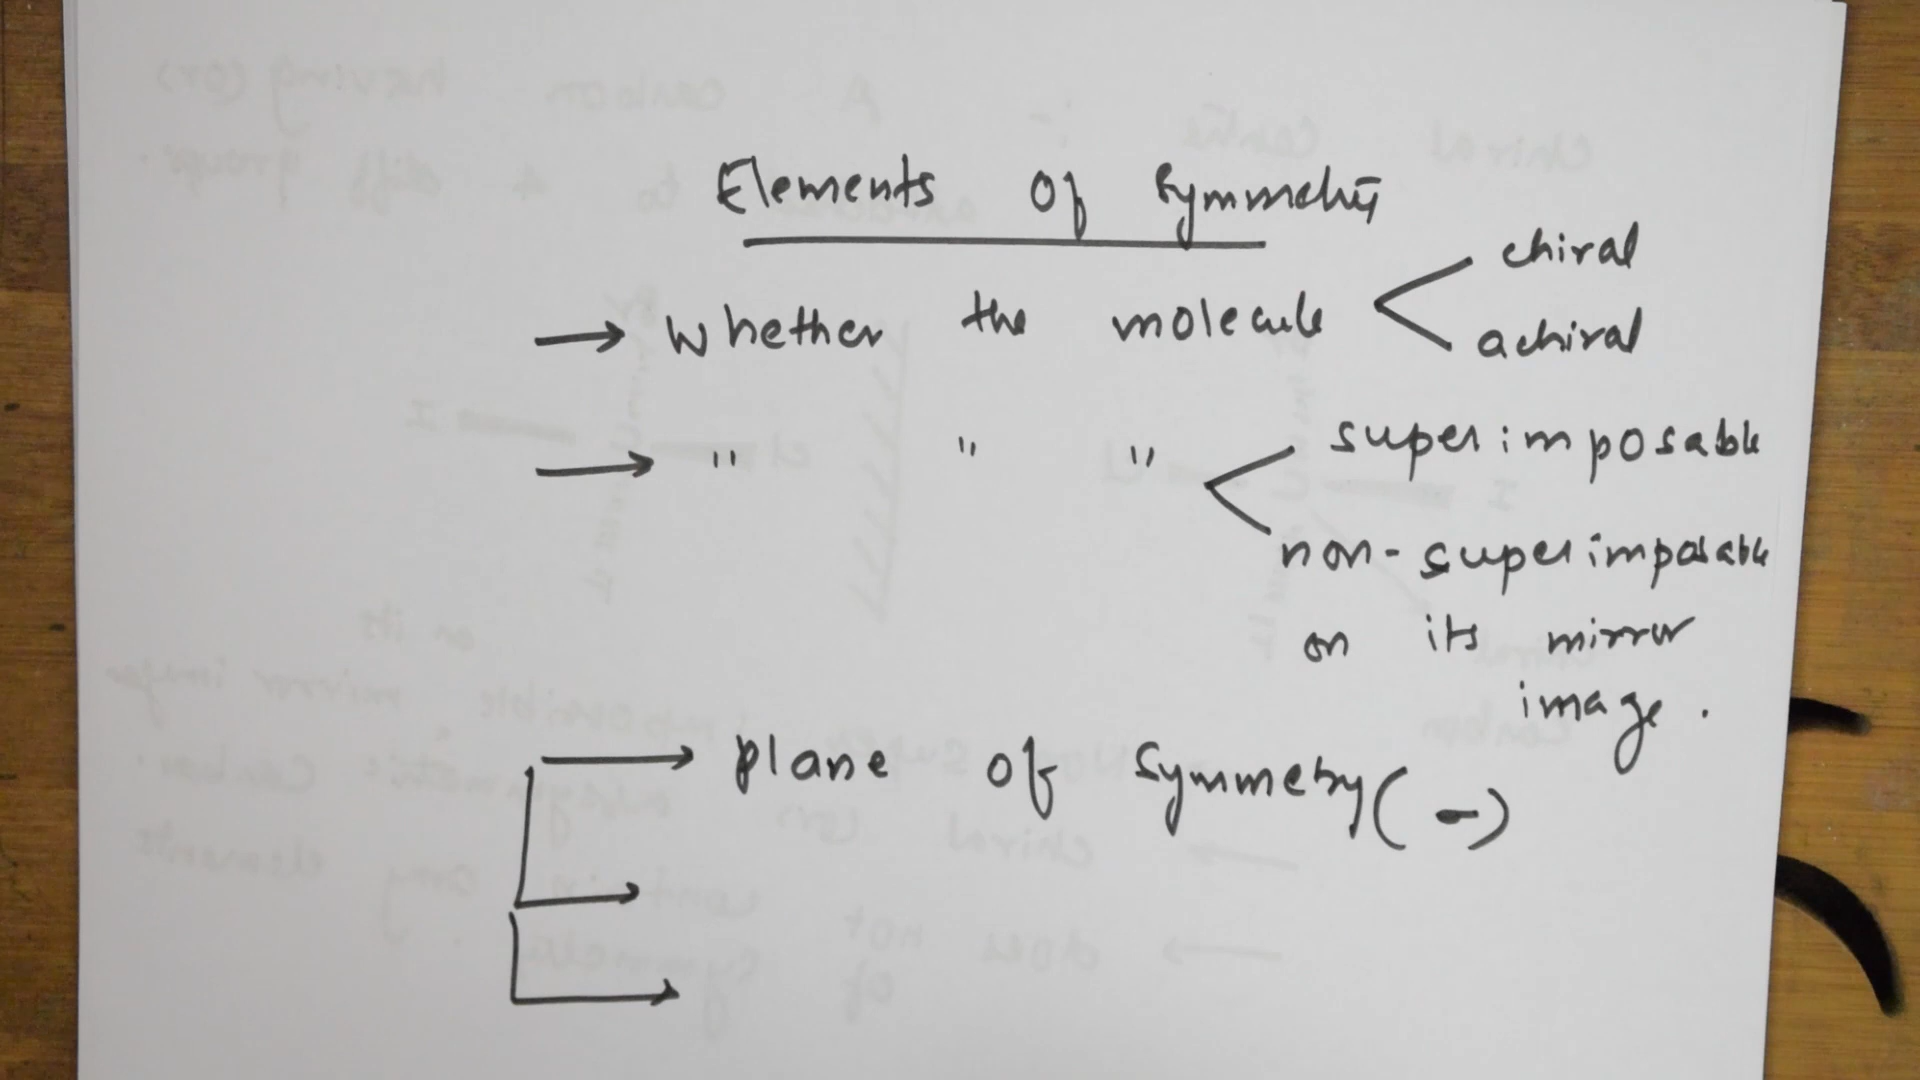 Elements of Symmetry
→ Whether the molecule < chiral
achiral
→ " " " < superimposable
non-superimposable
on its mirror
image.
→ plane of Symmetry (-)
→
→